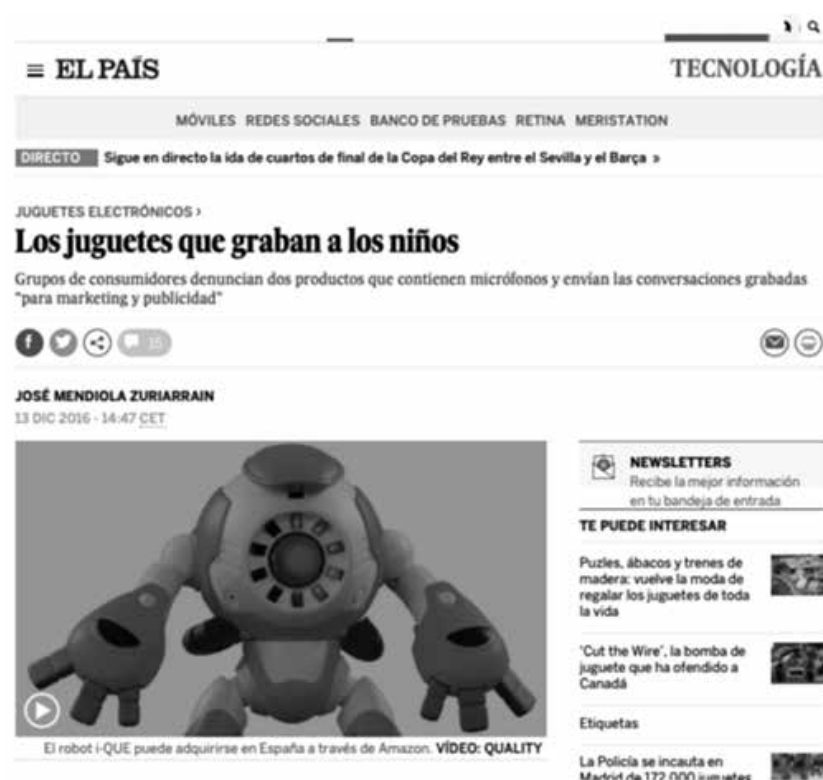 EL PAÍS
TECNOLOGÍA
MÓVILES REDES SOCIALES BANCO DE PRUEBAS RETINA MERISTATION
DIRECTO Sigue en directo la ida de cuartos de final de la Copa del Rey entre el Sevilla y el Barça »
JUGUETES ELECTRÓNICOS ›
Los juguetes que graban a los niños
Grupos de consumidores denuncian dos productos que contienen micrófonos y envían las conversaciones grabadas
"para marketing y publicidad"
15
JOSÉ MENDIOLA ZURIARRAIN
13 DIC 2016 - 14:47 CET
El robot i-QUE puede adquirirse en España a través de Amazon. VÍDEO: QUALITY
NEWSLETTERS
Recibe la mejor información
en tu bandeja de entrada
TE PUEDE INTERESAR
Puzles, ábacos y trenes de
madera: vuelve la moda de
regalar los juguetes de toda
la vida
'Cut the Wire', la bomba de
juguete que ha ofendido a
Canadá
Etiquetas
La Policía se incauta en
Madrid de 172.000 juguetes